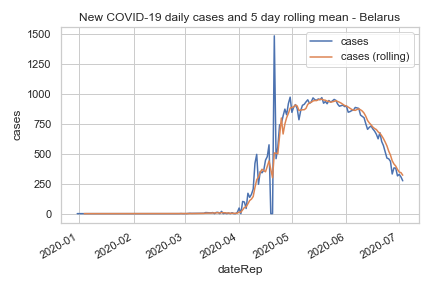 New COVID-19 daily cases and 5 day rolling mean - Belarus
cases
cases (rolling)
1500
1250
1000
750
500
250
0
cases
2020-01
2020-02
2020-03
2020-04
2020-05
2020-06
2020-07
dateRep